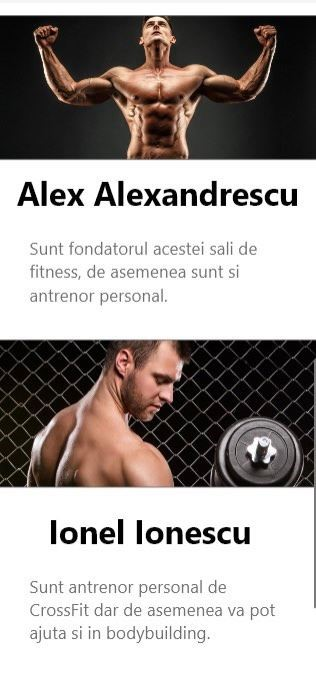 Alex Alexandrescu
Sunt fondatorul acestei sali de
fitness, de asemenea sunt si
antrenor personal.
Ionel Ionescu
Sunt antrenor personal de
CrossFit dar de asemenea va pot
ajuta si in bodybuilding.